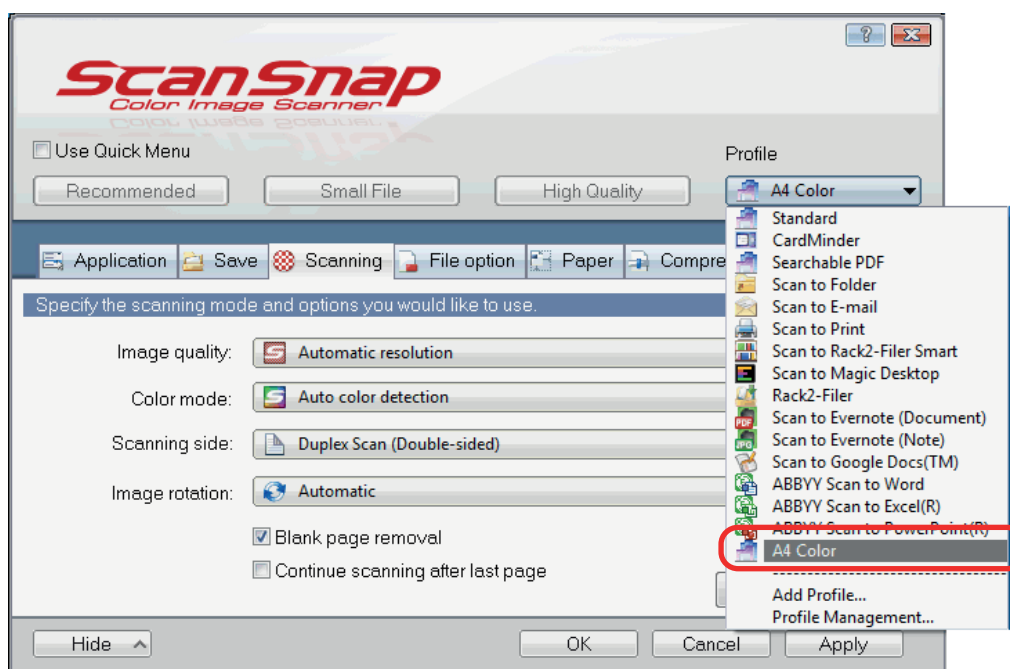 ScanSnap
Color Image Scanner
Use Quick Menu
Profile
Recommended
Small File
High Quality
A4 Color
Application
Save
Scanning
File option
Paper
Compre
Specify the scanning mode and options you would like to use.
Image quality:
Automatic resolution
Color mode:
Auto color detection
Scanning side:
Duplex Scan (Double-sided)
Image rotation:
Automatic
Blank page removal
Continue scanning after last page
Standard
CardMinder
Searchable PDF
Scan to Folder
Scan to E-mail
Scan to Print
Scan to Rack2-Filer Smart
Scan to Magic Desktop
Rack2-Filer
Scan to Evernote (Document)
Scan to Evernote (Note)
Scan to Google Docs(TM)
ABBYY Scan to Word
ABBYY Scan to Excel(R)
ABBYY Scan to PowerPoint(R)
A4 Color
Add Profile...
Profile Management...
Hide
OK
Cancel
Apply